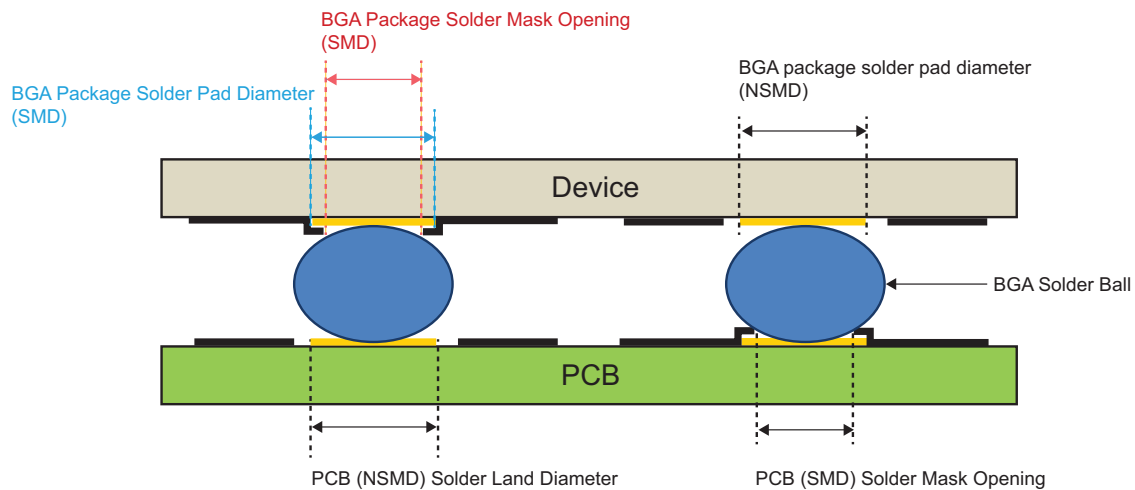 BGA Package Solder Mask Opening
(SMD)
BGA package solder pad diameter
(NSMD)
BGA Package Solder Pad Diameter
(SMD)
Device
BGA Solder Ball
PCB
PCB (NSMD) Solder Land Diameter
PCB (SMD) Solder Mask Opening